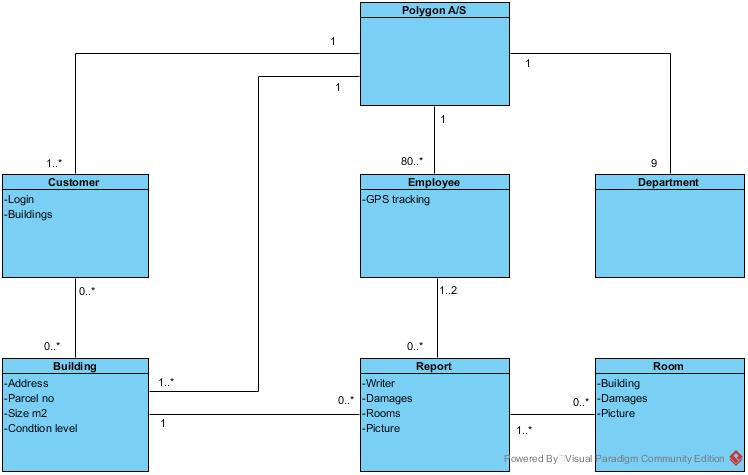 Polygon A/S
1
1
1
1
1..*
80..*
9
Customer
-Login
-Buildings
Employee
-GPS tracking
Department
0..*
1..2
0..*
0..*
Building
-Address
-Parcel no
-Size m2
-Condtion level
1..*
1
0..*
Report
-Writer
-Damages
-Rooms
-Picture
1..*
0..*
Room
-Building
-Damages
-Picture
Powered By Visual Paradigm Community Edition